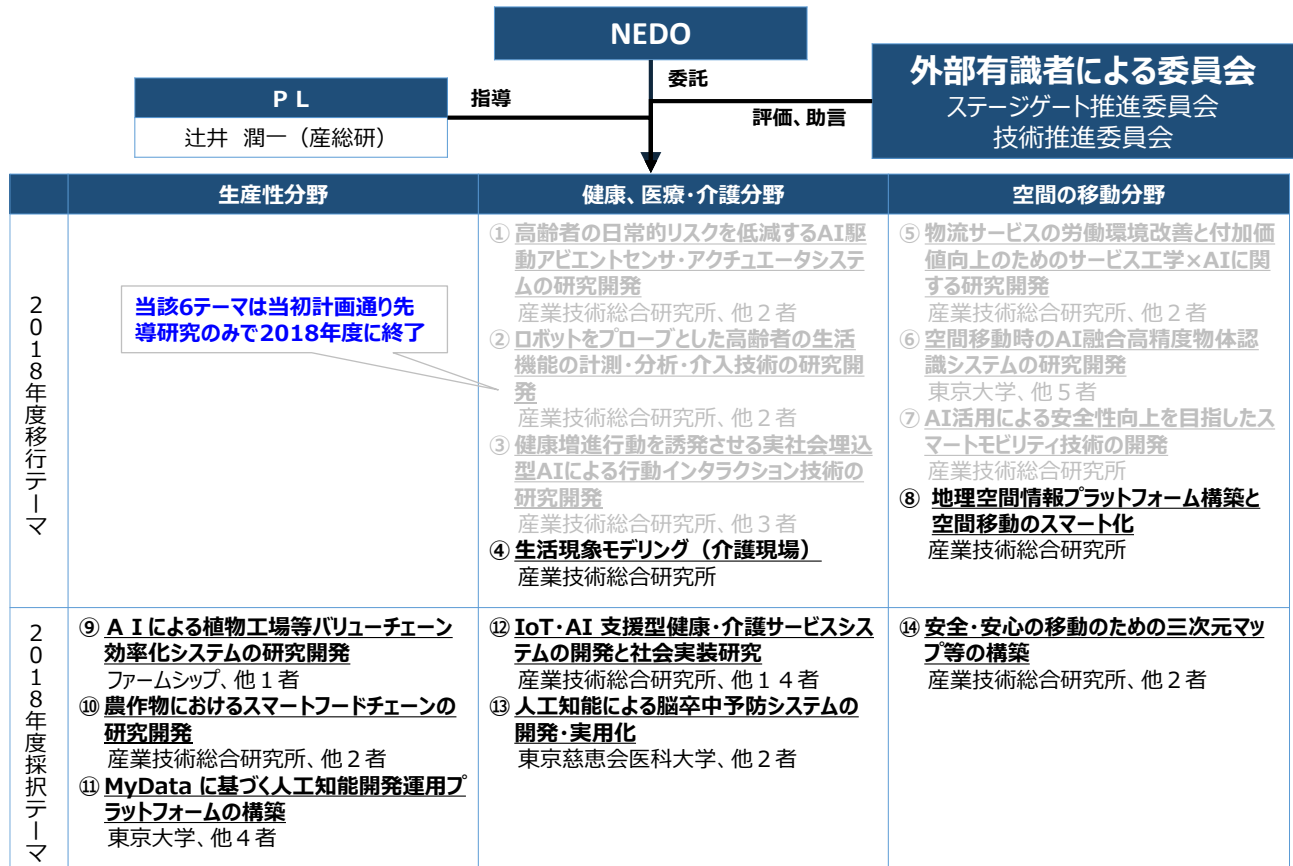 NEDO
委託
指導
評価、助言
ＰＬ
辻井 潤一（産総研）
外部有識者による委員会
ステージゲート推進委員会
技術推進委員会
生産性分野
健康、医療・介護分野
空間の移動分野
2018年度移行テーマ
当該6テーマは当初計画通り先
導研究のみで2018年度に終了
① 高齢者の日常的リスクを低減するAI駆
動アビエントセンサ・アクチュエータシステ
ムの研究開発
産業技術総合研究所、他２者
② ロボットをプローブとした高齢者の生活
機能の計測・分析・介入技術の研究開
発
産業技術総合研究所、他２者
③ 健康増進行動を誘発させる実社会埋込
型AIによる行動インタラクション技術の
研究開発
産業技術総合研究所、他３者
④ 生活現象モデリング（介護現場）
産業技術総合研究所
⑤ 物流サービスの労働環境改善と付加価
値向上のためのサービス工学×AIに関
する研究開発
産業技術総合研究所、他２者
⑥ 空間移動時のAI融合高精度物体認
識システムの研究開発
東京大学、他５者
⑦ AI活用による安全性向上を目指したス
マートモビリティ技術の開発
産業技術総合研究所
⑧ 地理空間情報プラットフォーム構築と
空間移動のスマート化
産業技術総合研究所
2018年度採択テーマ
⑨ ＡＩによる植物工場等バリューチェーン
効率化システムの研究開発
ファームシップ、他１者
⑩ 農作物におけるスマートフードチェーンの
研究開発
産業技術総合研究所、他２者
⑪ MyData に基づく人工知能開発運用プ
ラットフォームの構築
東京大学、他４者
⑫ IoT・AI 支援型健康・介護サービスシス
テムの開発と社会実装研究
産業技術総合研究所、他１４者
⑬ 人工知能による脳卒中予防システムの
開発・実用化
東京慈恵会医科大学、他２者
⑭ 安全・安心の移動のための三次元マッ
プ等の構築
産業技術総合研究所、他２者